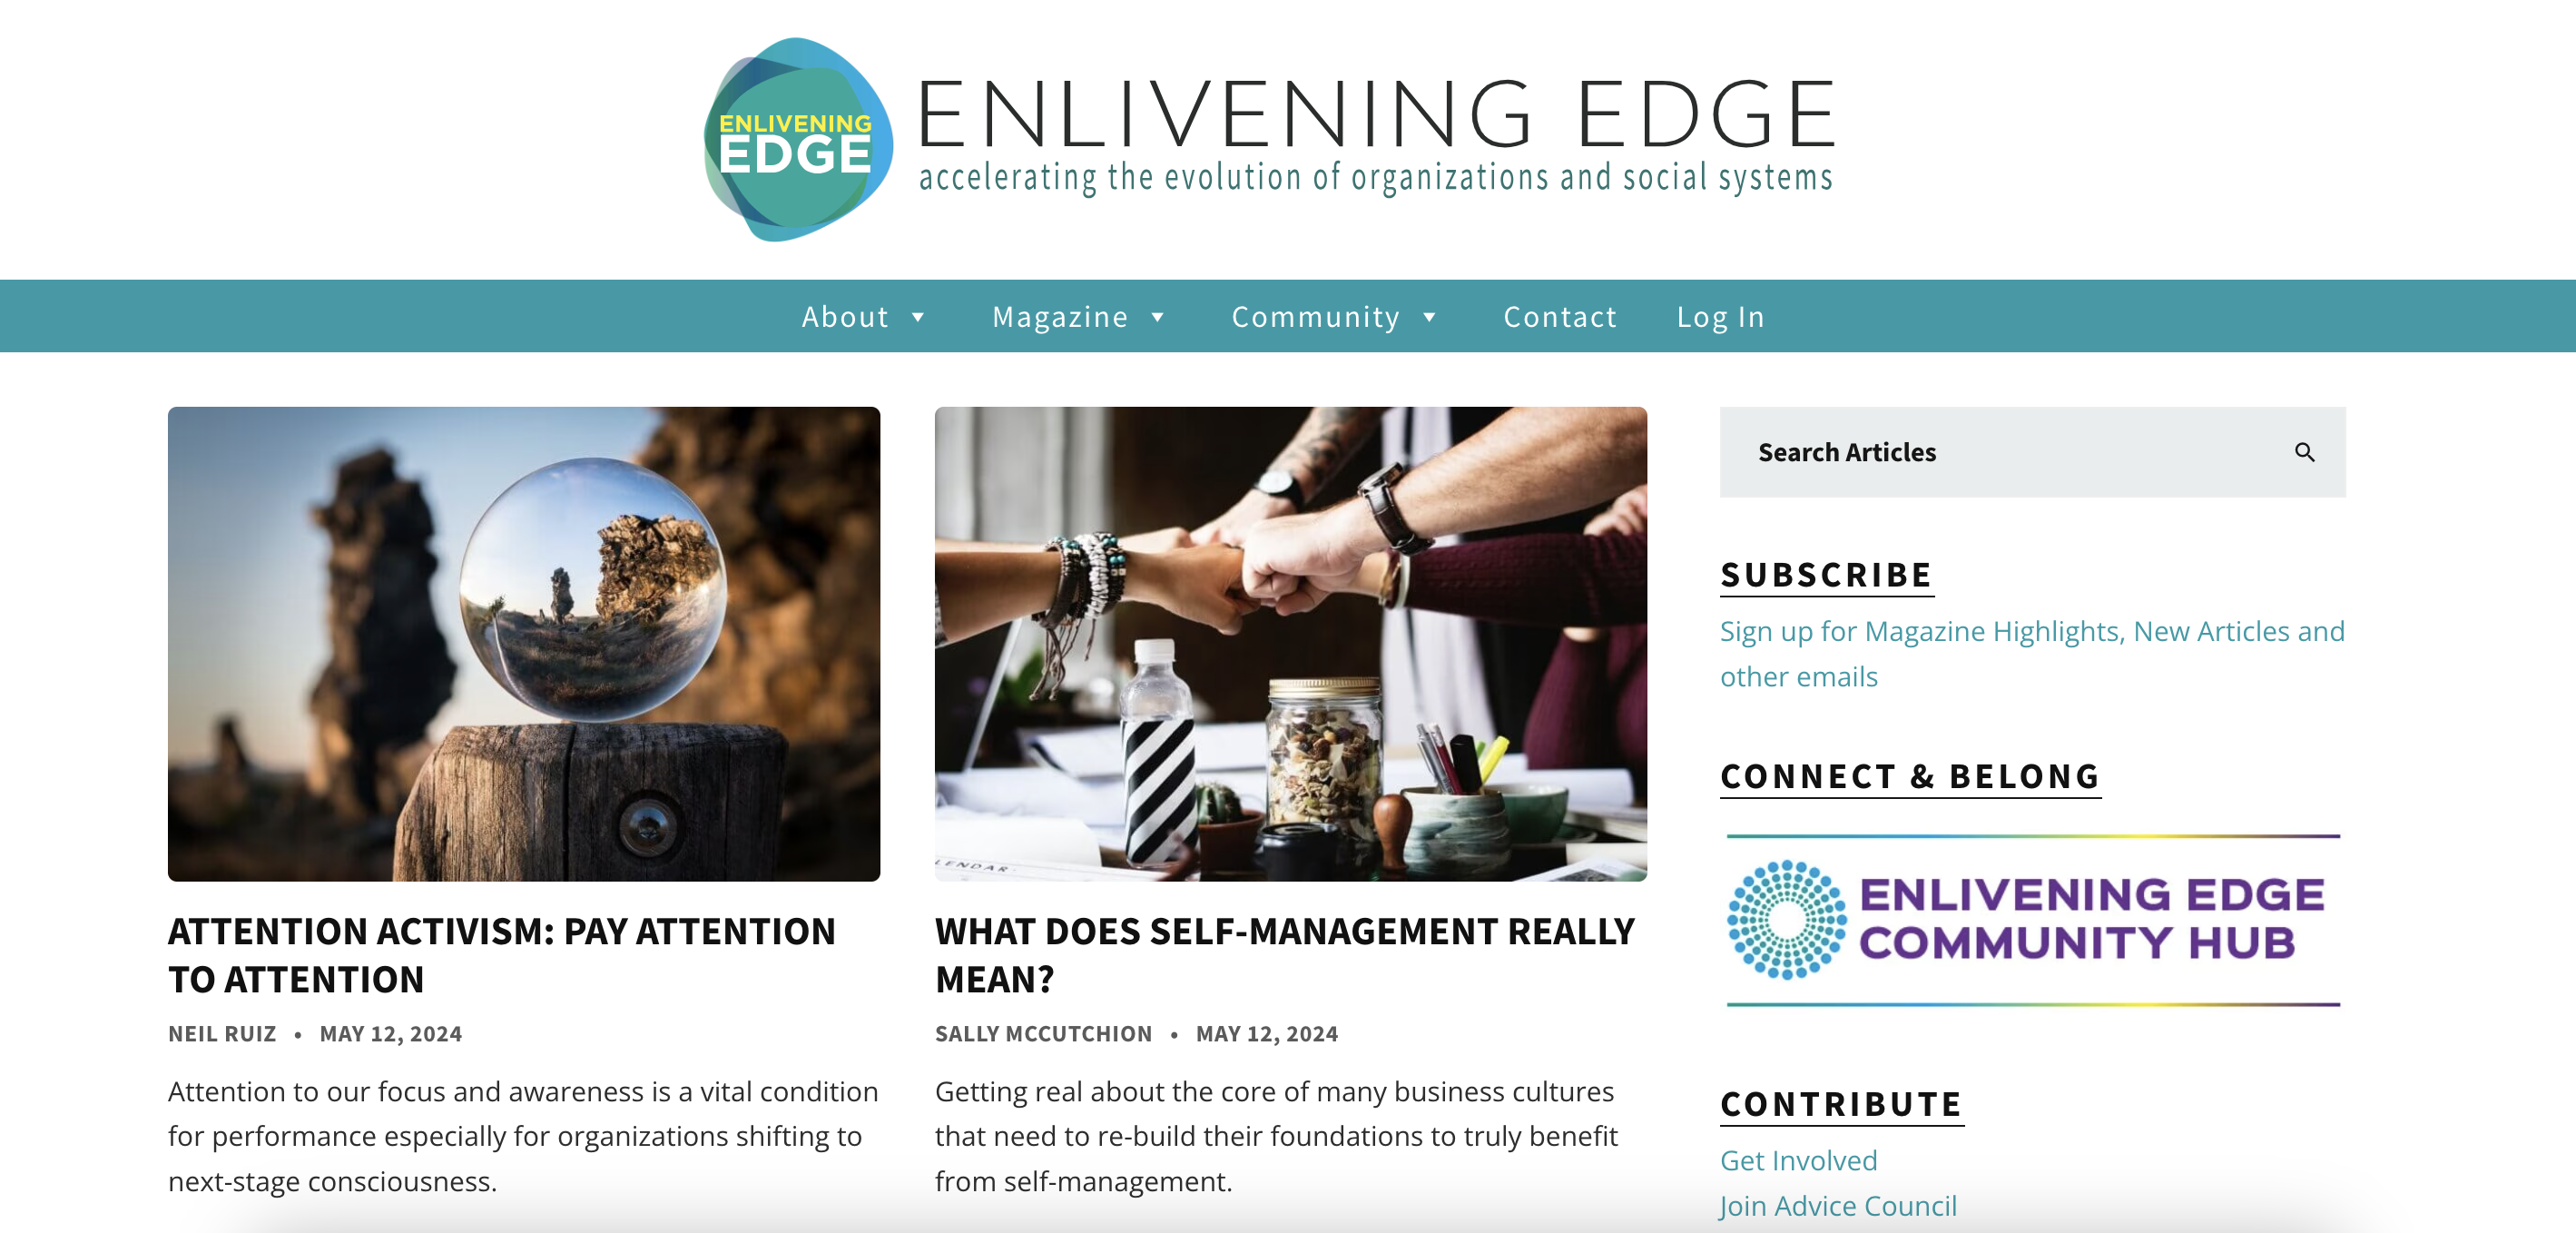 ENLIVENING
EDGE
ENLIVENING EDGE
accelerating the evolution of organizations and social systems
About
Magazine
Community
Contact
Log In
LENDAR
ATTENTION ACTIVISM: PAY ATTENTION
TO ATTENTION
NEIL RUIZ • MAY 12, 2024
Attention to our focus and awareness is a vital condition
for performance especially for organizations shifting to
next-stage consciousness.
WHAT DOES SELF-MANAGEMENT REALLY
MEAN?
SALLY MCCUTCHION • MAY 12, 2024
Getting real about the core of many business cultures
that need to re-build their foundations to truly benefit
from self-management.
Search Articles
SUBSCRIBE
Sign up for Magazine Highlights, New Articles and
other emails
CONNECT & BELONG
ENLIVENING EDGE
COMMUNITY HUB
CONTRIBUTE
Get Involved
Join Advice Council